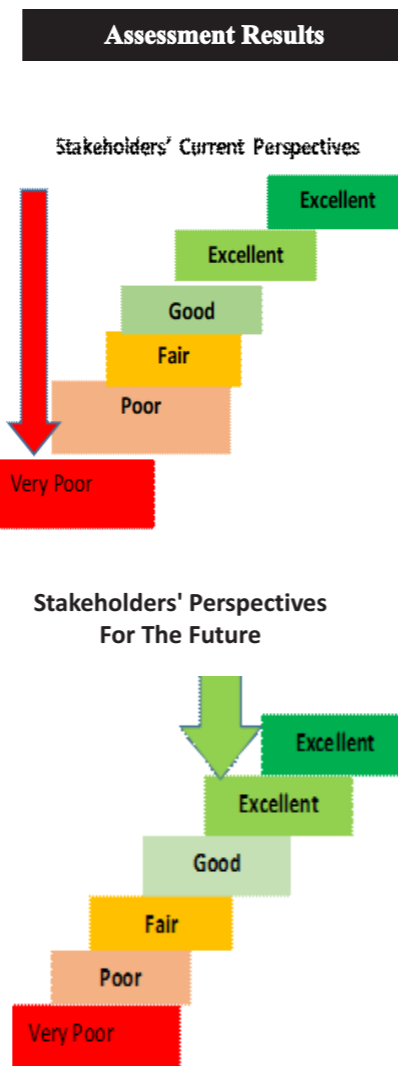 Assessment Results
Stakeholders' Current Perspectives
Excellent
Excellent
Good
Fair
Poor
Very Poor
Stakeholders' Perspectives
For The Future
Excellent
Excellent
Good
Fair
Poor
Very Poor